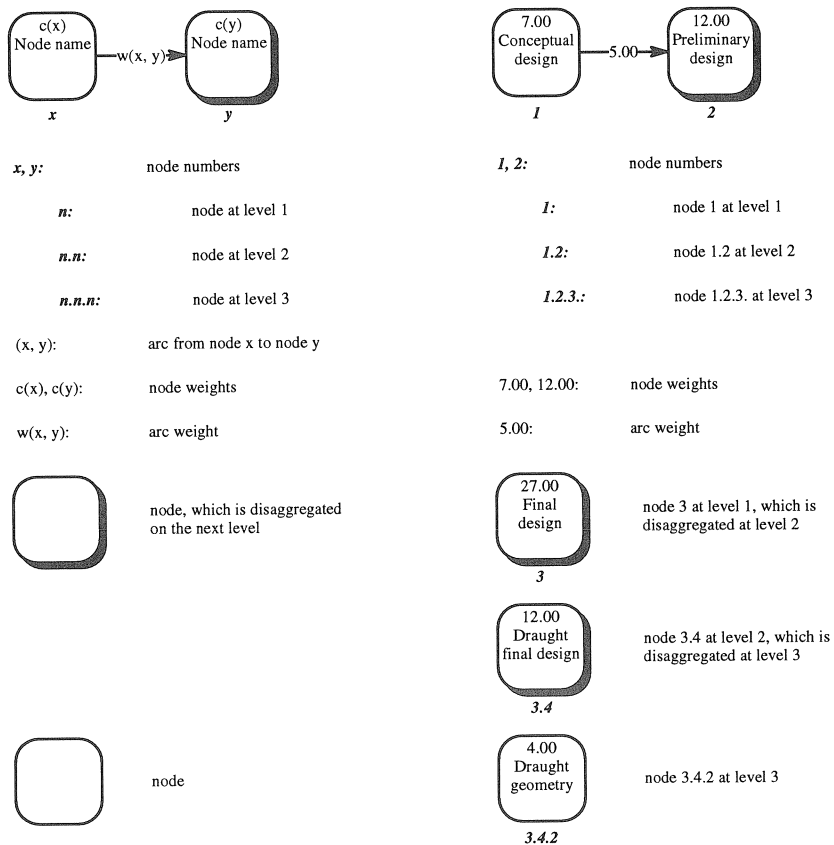 c(x)
Node name
w(x, y)
c(y)
Node name
x
y
7.00
Conceptual
design
5.00
12.00
Preliminary
design
1
2
x, y: node numbers
1, 2: node numbers
n: node at level 1
1: node 1 at level 1
n.n: node at level 2
1.2: node 1.2 at level 2
n.n.n: node at level 3
1.2.3.: node 1.2.3. at level 3
(x, y): arc from node x to node y
c(x), c(y): node weights
7.00, 12.00: node weights
w(x, y): arc weight
5.00: arc weight
node, which is disaggregated
on the next level
27.00
Final
design
3
node 3 at level 1, which is
disaggregated at level 2
12.00
Draught
final design
3.4
node 3.4 at level 2, which is
disaggregated at level 3
node
4.00
Draught
geometry
3.4.2
node 3.4.2 at level 3